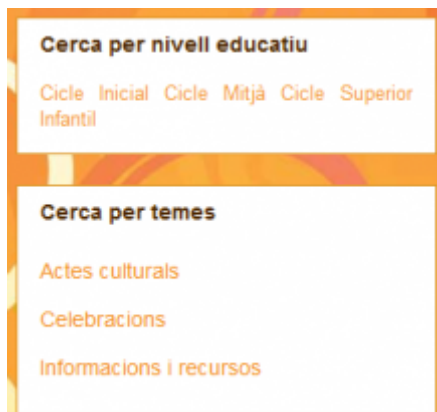 Cerca per nivell educatiu
Cicle Inicial Cicle Mitjà Cicle Superior
Infantil
Cerca per temes
Actes culturals
Celebracions
Informacions i recursos